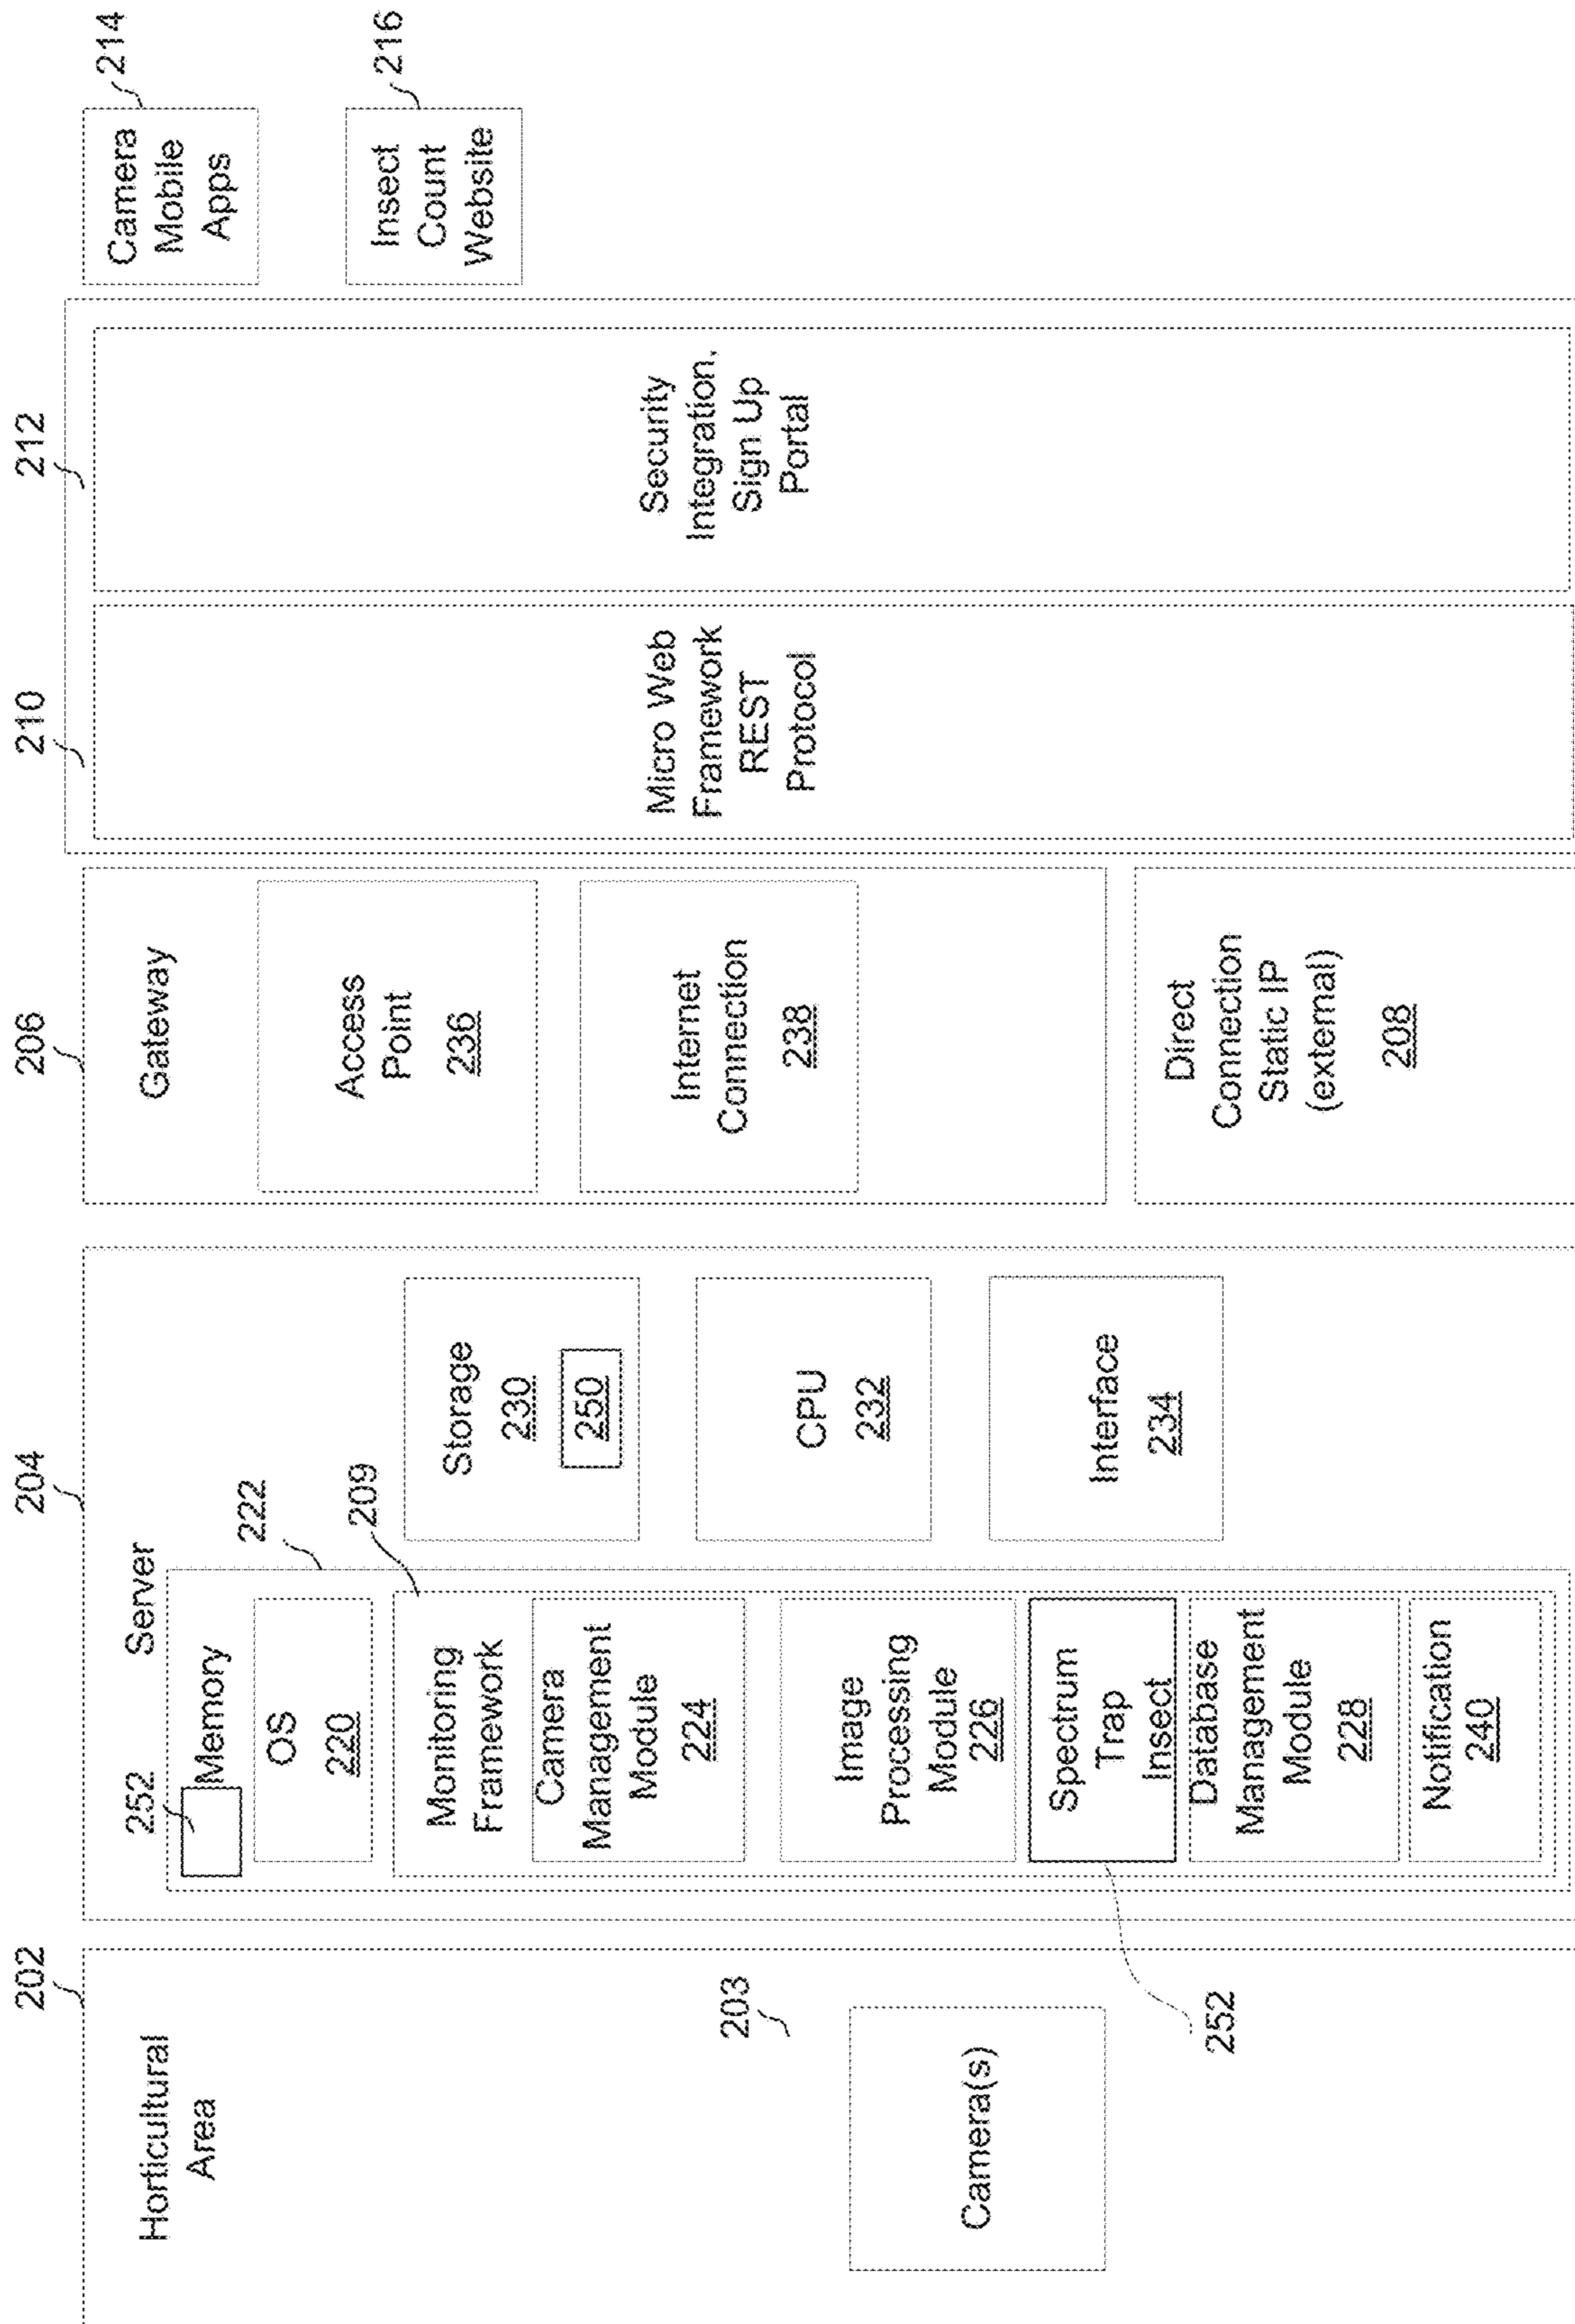 202
Horticultural
Area
203
Camera(s)
204
Server
252
Memory
222
OS
220
209
Monitoring
Framework
Camera
Management
Module
224
Image
Processing
Module
226
Spectrum
Trap
Insect
252
Database
Management
Module
228
Notification
240
Storage
230
250
CPU
232
Interface
234
206
Gateway
Access
Point
236
Internet
Connection
238
Direct
Connection
Static IP
(external)
208
210
Micro Web
Framework
REST
Protocol
212
Security
Integration,
Sign Up
Portal
214
Camera
Mobile
Apps
216
Insect
Count
Website